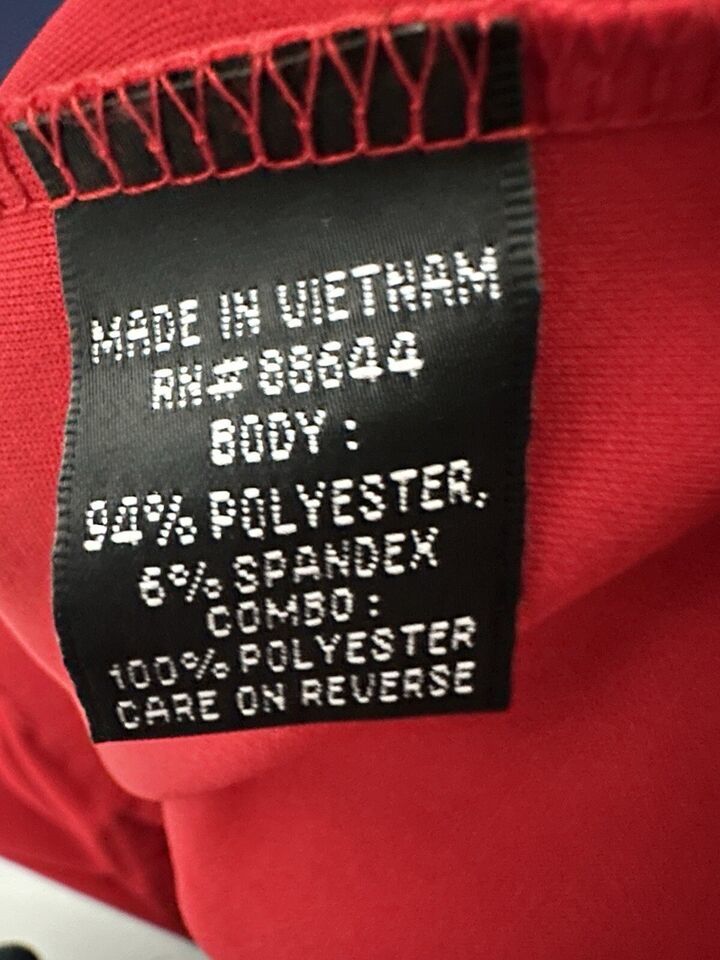 MADE IN VIETNAM
RN# 88644
BODY :
94% POLYESTER,
6% SPANDEX
COMBO :
100% POLYESTER
CARE ON REVERSE